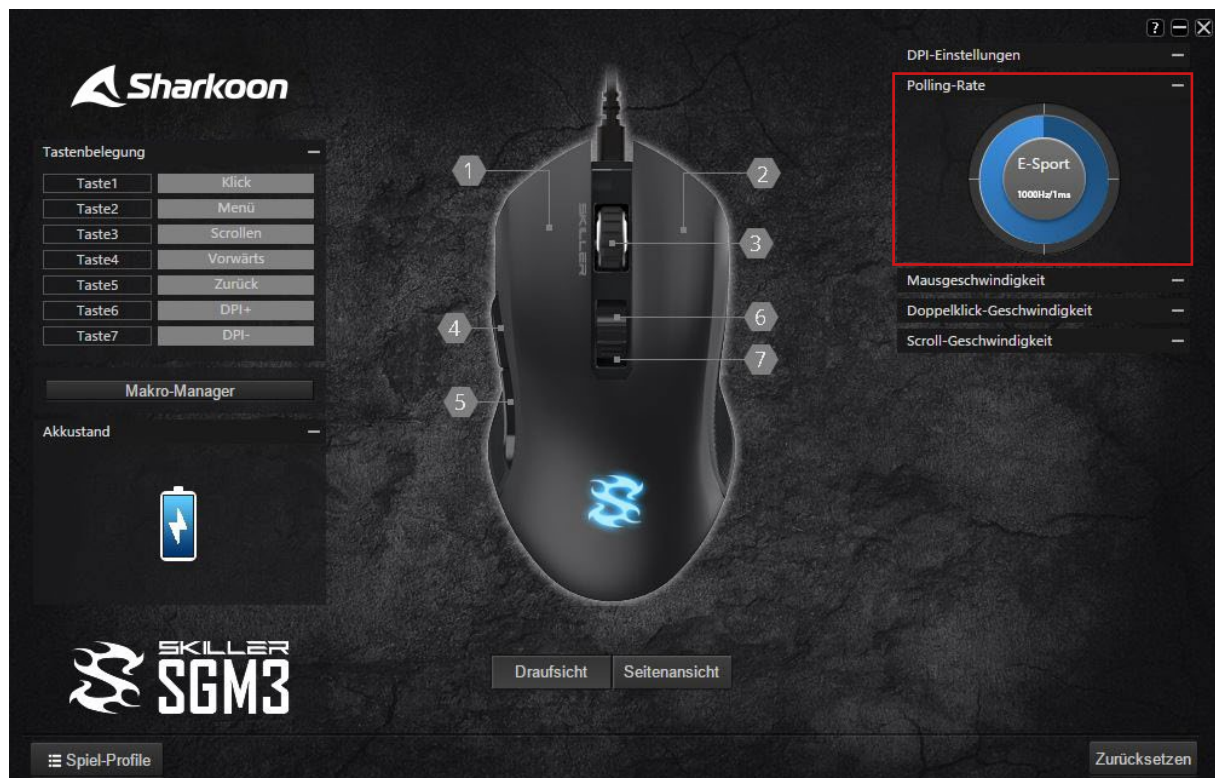 Sharkoon
Tastenbelegung
Taste1 Klick
Taste2 Menü
Taste3 Scrollen
Taste4 Vorwärts
Taste5 Zurück
Taste6 DPI+
Taste7 DPI-
Makro-Manager
Akkustand
SKILLER
SGM3
Spiel-Profile
1
2
SKILLER
3
4
5
6
7
Draufsicht Seitenansicht
?
DPI-Einstellungen
Polling-Rate
E-Sport
1000Hz/1ms
Mausgeschwindigkeit
Doppelklick-Geschwindigkeit
Scroll-Geschwindigkeit
Zurücksetzen